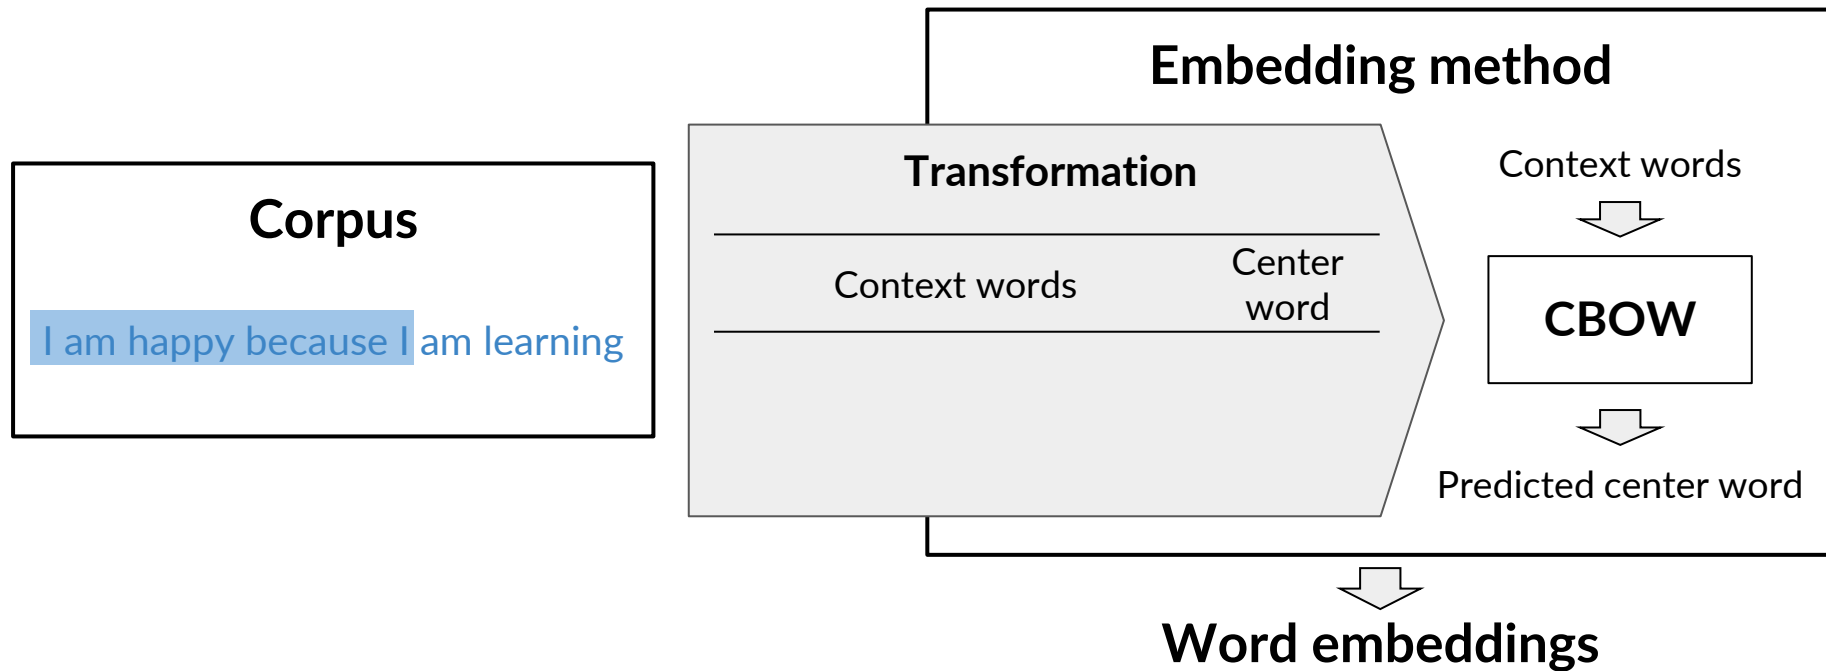 Corpus
I am happy because I am learning
Embedding method
Transformation
Context words
Center
word
Context words
CBOW
Predicted center word
Word embeddings